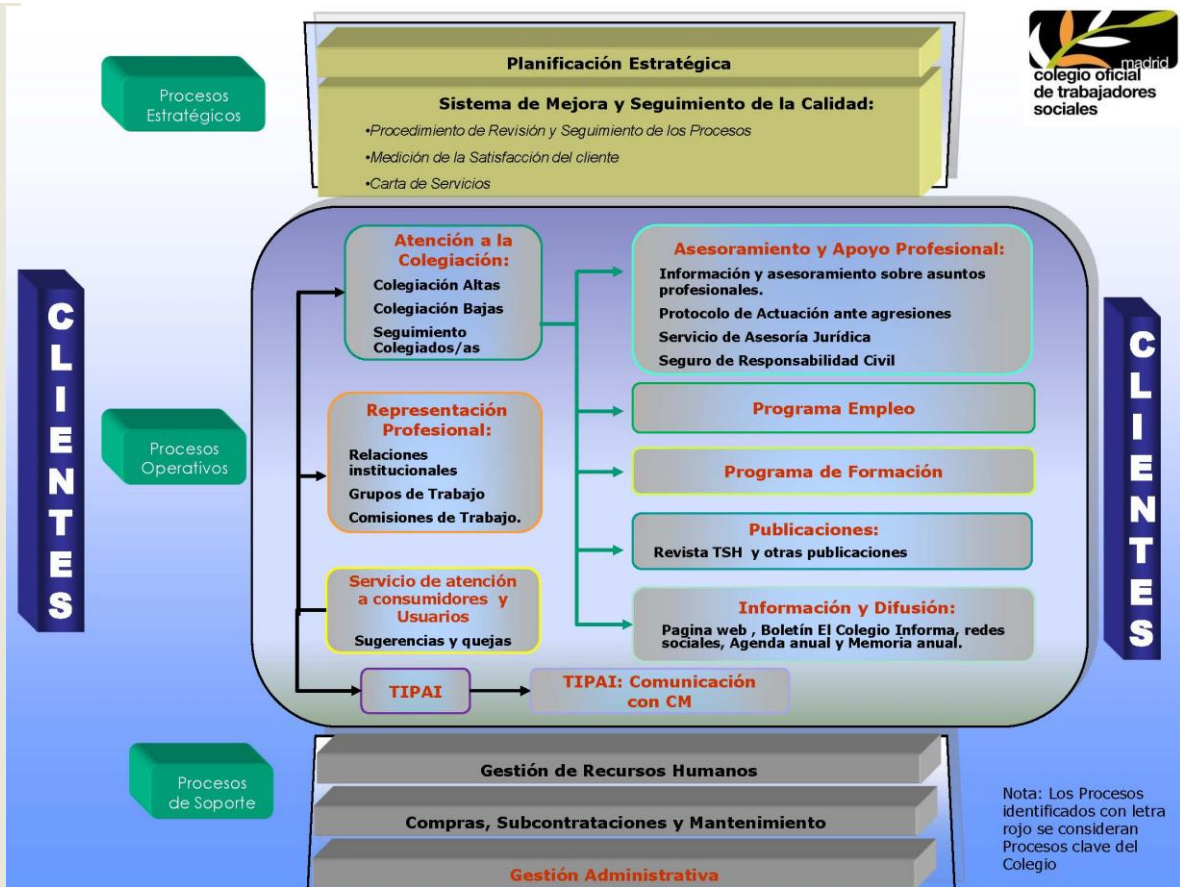 Planificación Estratégica
Sistema de Mejora y Seguimiento de la Calidad:
•Procedimiento de Revisión y Seguimiento de los Procesos
•Medición de la Satisfacción del cliente
•Carta de Servicios
madrid
colegio oficial
de trabajadores
sociales
Procesos
Estratégicos
CLIENTES
Procesos
Operativos
Atención a la
Colegiación:
Colegiación Altas
Colegiación Bajas
Seguimiento
Colegiados/as
Representación
Profesional:
Relaciones
institucionales
Grupos de Trabajo
Comisiones de Trabajo.
Servicio de atención
a consumidores y
Usuarios
Sugerencias y quejas
TIPAI
TIPAI: Comunicación
con CM
Asesoramiento y Apoyo Profesional:
Información y asesoramiento sobre asuntos
profesionales.
Protocolo de Actuación ante agresiones
Servicio de Asesoría Jurídica
Seguro de Responsabilidad Civil
Programa Empleo
Programa de Formación
Publicaciones:
Revista TSH y otras publicaciones
Información y Difusión:
Pagina web , Boletín El Colegio Informa, redes
sociales, Agenda anual y Memoria anual.
CLIENTES
Procesos
de Soporte
Gestión de Recursos Humanos
Compras, Subcontrataciones y Mantenimiento
Gestión Administrativa
Nota: Los Procesos
identificados con letra
rojo se consideran
Procesos clave del
Colegio